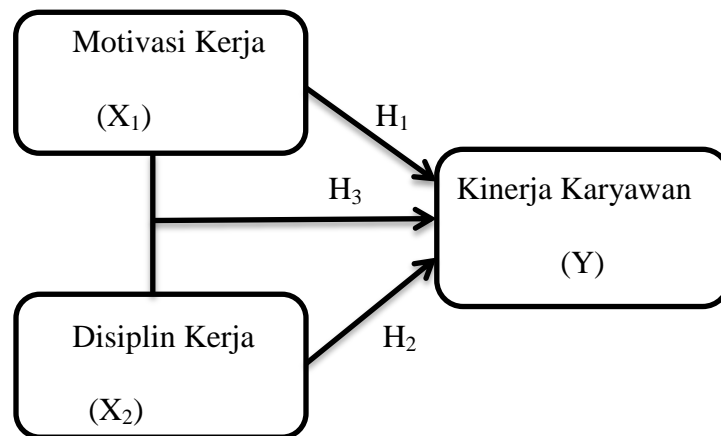 Motivasi Kerja
(X₁)
H₁
H₃
Kinerja Karyawan
(Y)
Disiplin Kerja
(X₂)
H₂